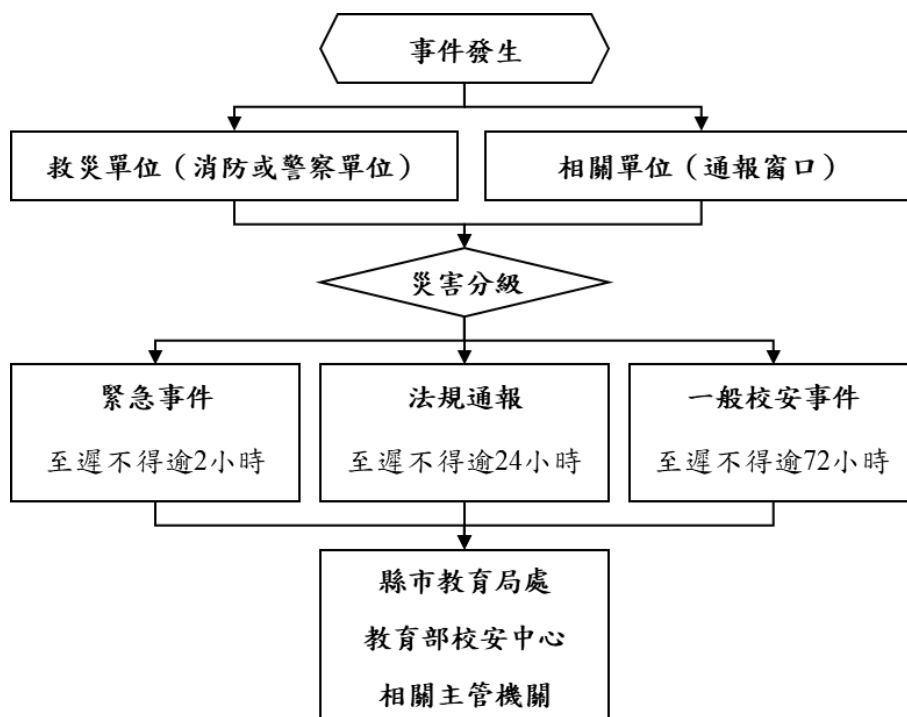 事件發生
救災單位（消防或警察單位）
相關單位（通報窗口）
災害分級
緊急事件
至遲不得逾2小時
法規通報
至遲不得逾24小時
一般校安事件
至遲不得逾72小時
縣市教育局處
教育部校安中心
相關主管機關